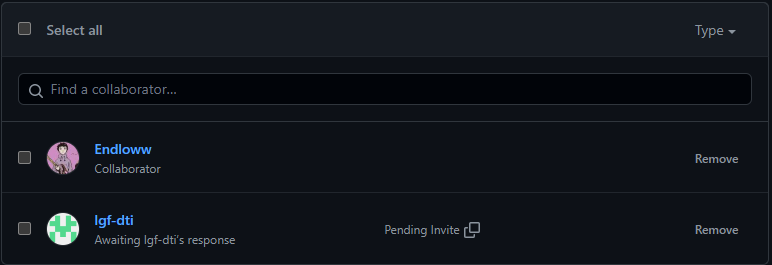 Select all
Type
Find a collaborator...
Endloww
Collaborator
Remove
lgf-dti
Awaiting lgf-dti's response
Pending Invite
Remove